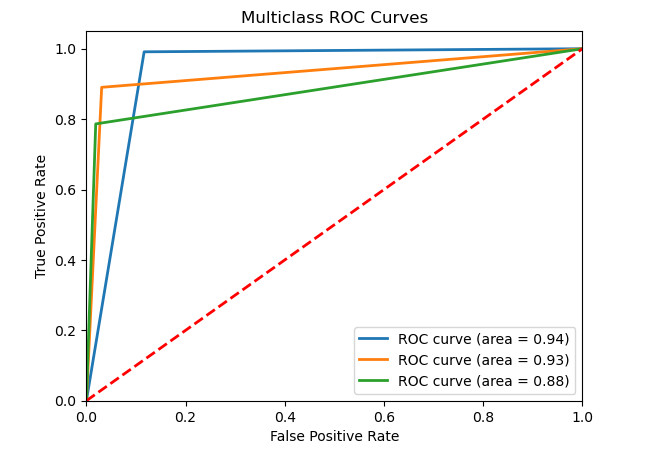 Multiclass ROC Curves
True Positive Rate
1.0
0.8
0.6
0.4
0.2
0.0
ROC curve (area = 0.94)
ROC curve (area = 0.93)
ROC curve (area = 0.88)
0.0 0.2 0.4 0.6 0.8 1.0
False Positive Rate